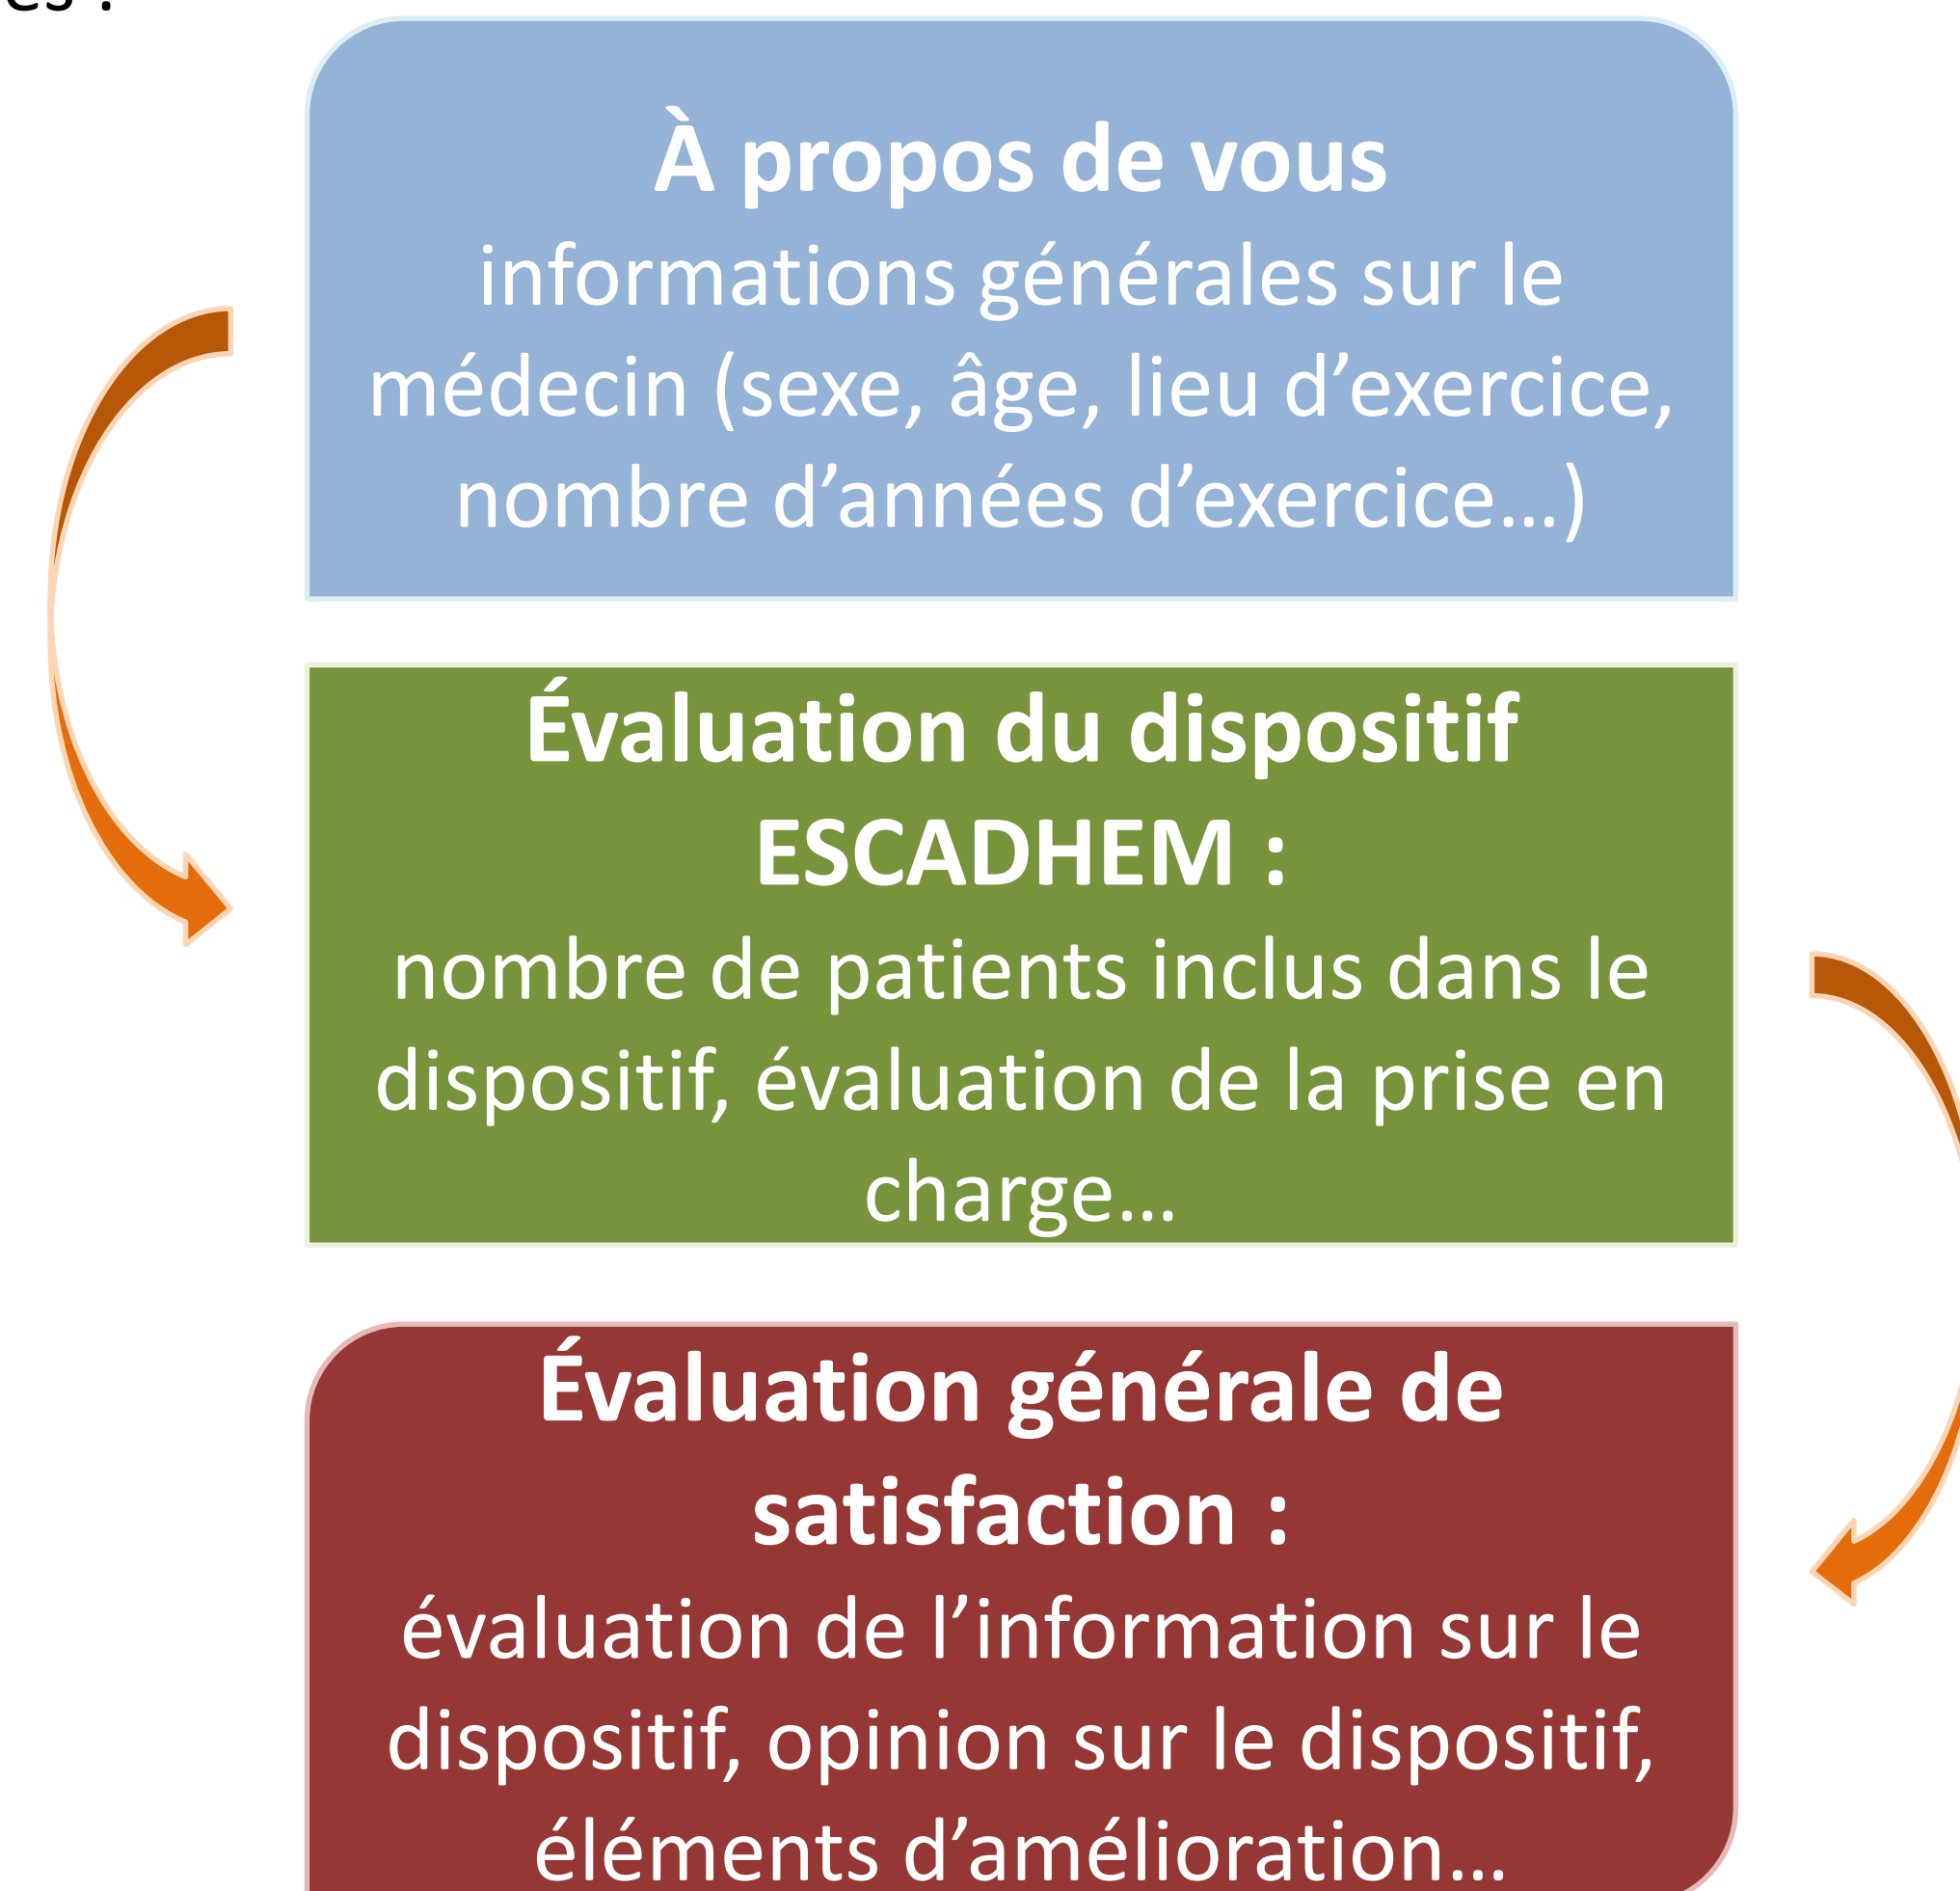 À propos de vous
informations générales sur le
médecin (sexe, âge, lieu d’exercice,
nombre d’années d’exercice…)
Évaluation du dispositif
ESCADHEM :
nombre de patients inclus dans le
dispositif, évaluation de la prise en
charge…
Évaluation générale de
satisfaction :
évaluation de l’information sur le
dispositif, opinion sur le dispositif,
éléments d’amélioration…